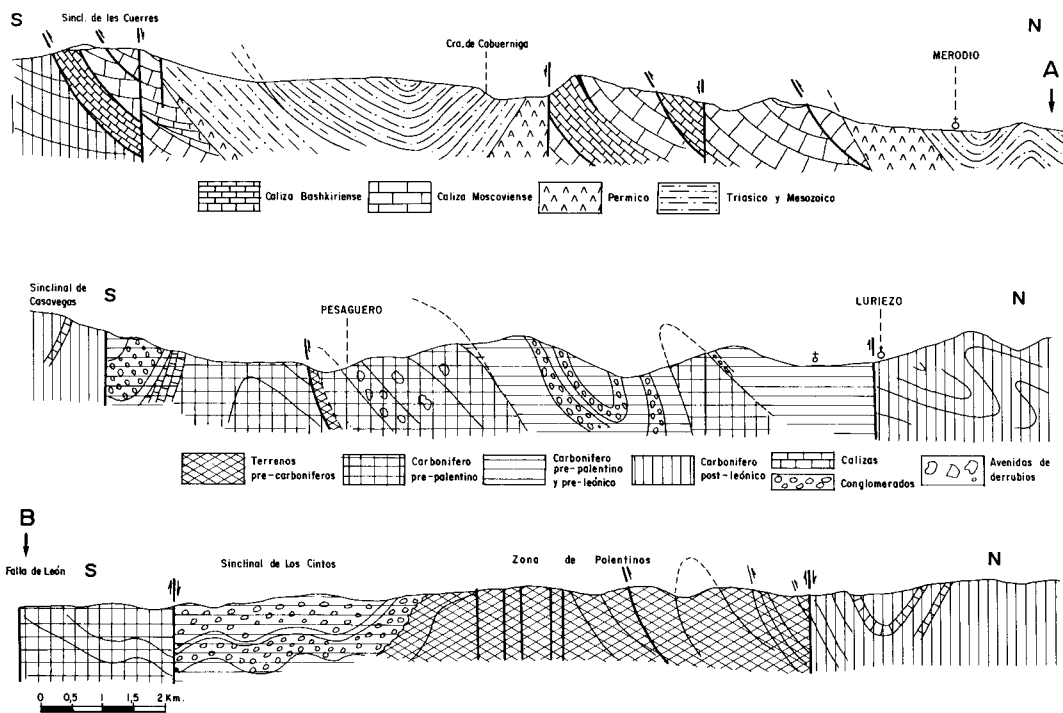 S
Sincl. de les Cuerres
Cra. de Cabuerniga
N
MERODIO
A
Caliza Bashkiriense
Caliza Moscoviense
Permico
Triasico y Mesozoico
Sinclinal de
Casavegas
S
PESAGUERO
LURIEZO
N
Terrenos
pre-carboniferos
Carbonifero
pre-palentino
Carbonifero
pre-palentino
y pre-leónico
Carbonifero
post-leónico
Calizas
Conglomerados
Avenidas de
derrubios
B
Falla de León
S
Sinclinal de Los Cintos
Zona de Polentinos
N
0 0,5 1 1,5 2 Km.